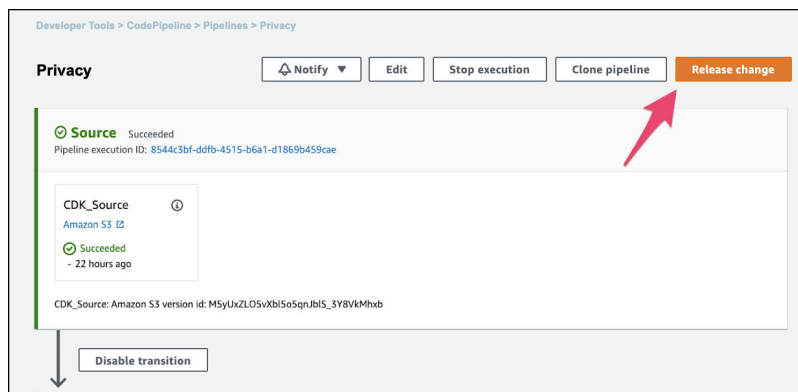 Developer Tools > CodePipeline > Pipelines > Privacy
Privacy
Notify ▼
Edit
Stop execution
Clone pipeline
Release change
Source Succeeded
Pipeline execution ID: 8544c3bf-ddfb-4515-b6a1-d1869b459cae
CDK_Source
Amazon S3
Succeeded
- 22 hours ago
CDK_Source: Amazon S3 version id: M5yUxZLO5vXbl5o5qnJblS_3Y8VkMhxb
Disable transition